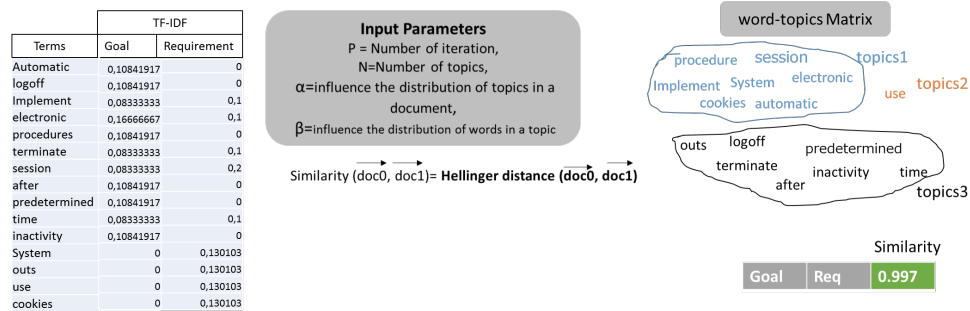 TF-IDF
Terms Goal Requirement
Automatic 0,10841917 0
logoff 0,10841917 0
Implement 0,08333333 0,1
electronic 0,16666667 0,1
procedures 0,10841917 0
terminate 0,08333333 0,1
session 0,08333333 0,2
after 0,10841917 0
predetermined 0,10841917 0
time 0,08333333 0,1
inactivity 0,10841917 0
System 0 0,130103
outs 0 0,130103
use 0 0,130103
cookies 0 0,130103
Input Parameters
P = Number of iteration,
N=Number of topics,
α=influence the distribution of topics in a
document,
β=influence the distribution of words in a topic
Similarity (doc0, doc1)= Hellinger distance (doc0, doc1)
word-topics Matrix
procedure session topics1
Implement System electronic
cookies automatic
use topics2
outs logoff predetermined
terminate inactivity time
after
topics3
Similarity
Goal Req 0.997